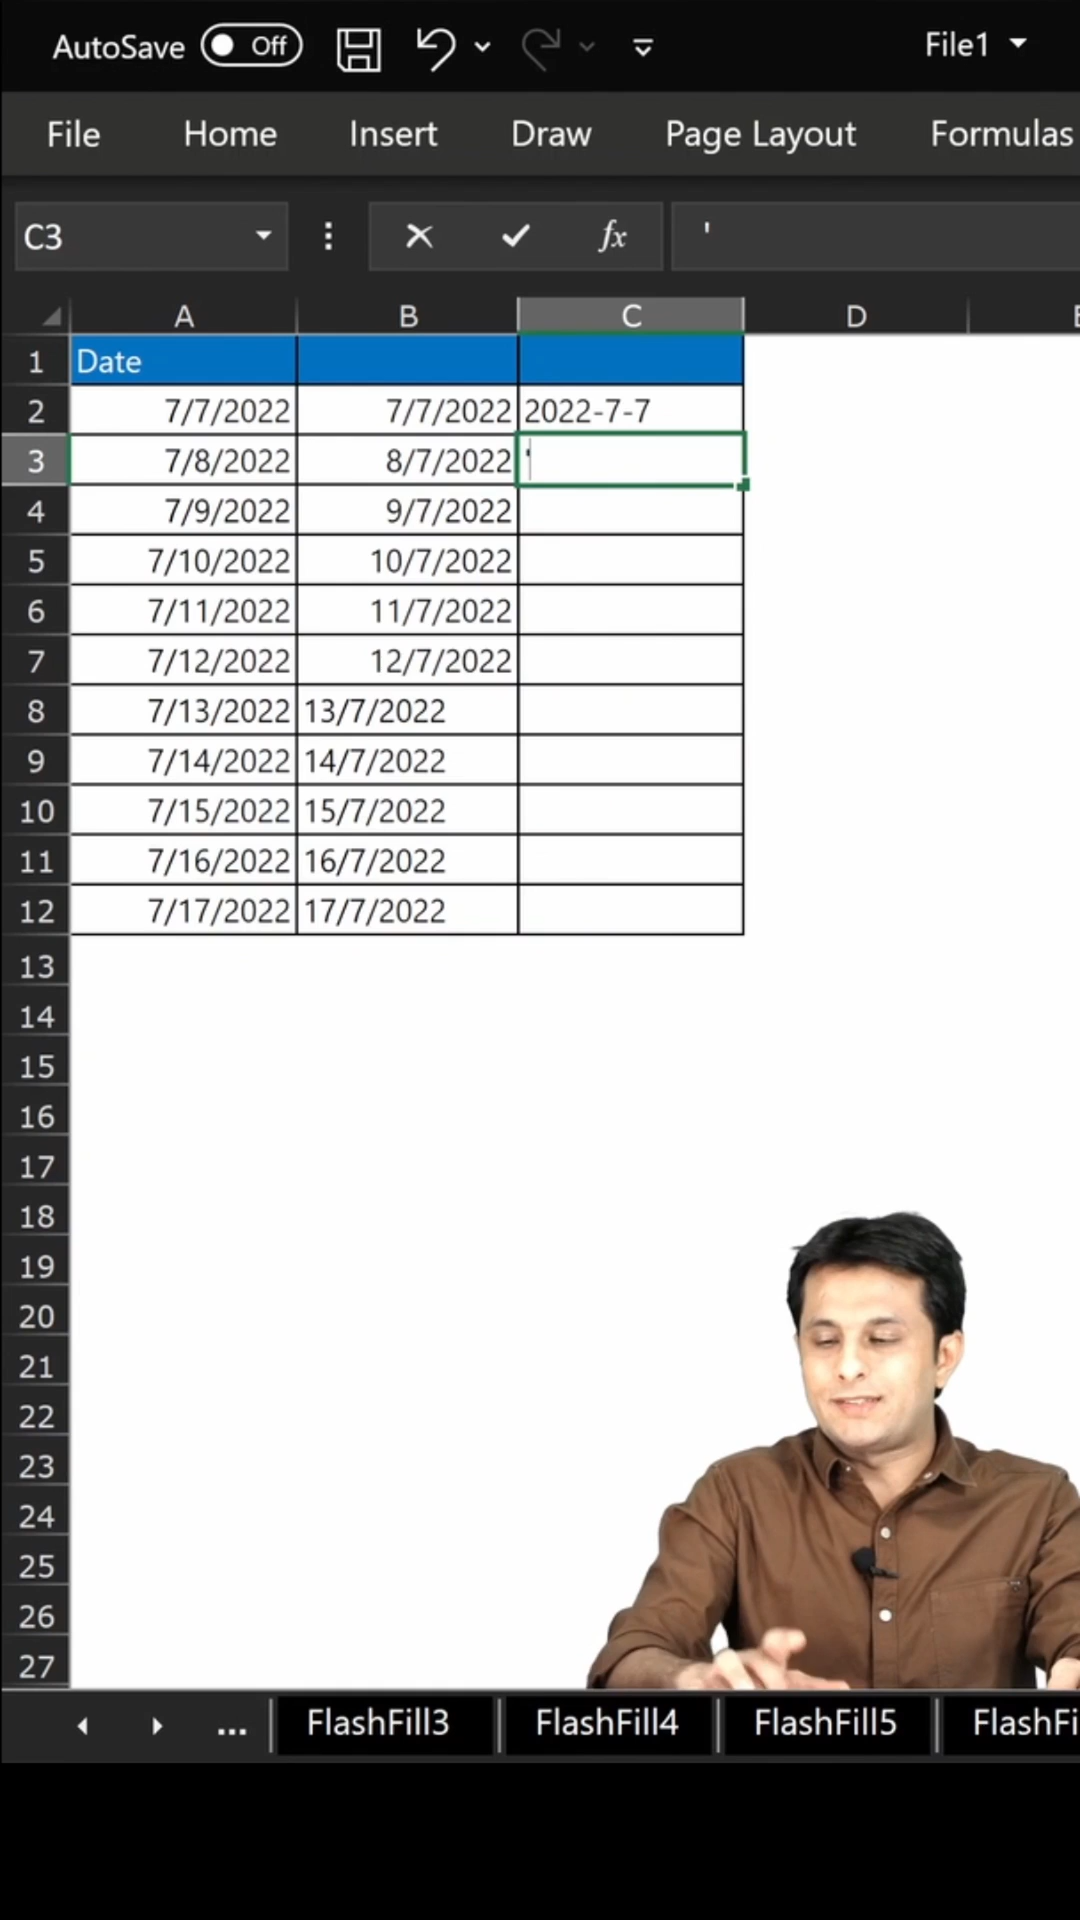 AutoSave Off File1
File Home Insert Draw Page Layout Formulas
C3 fx '
A B C D
1 Date
2 7/7/2022 7/7/2022 2022-7-7
3 7/8/2022 8/7/2022 '
4 7/9/2022 9/7/2022
5 7/10/2022 10/7/2022
6 7/11/2022 11/7/2022
7 7/12/2022 12/7/2022
8 7/13/2022 13/7/2022
9 7/14/2022 14/7/2022
10 7/15/2022 15/7/2022
11 7/16/2022 16/7/2022
12 7/17/2022 17/7/2022
13
14
15
16
17
18
19
20
21
22
23
24
25
26
27
... FlashFill3 FlashFill4 FlashFill5 FlashFi